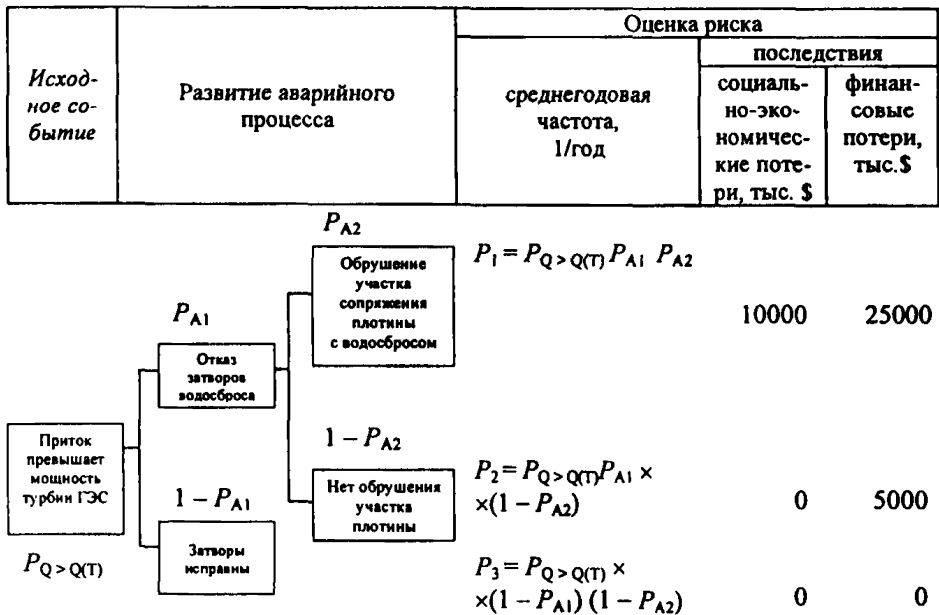 Оценка риска
последствия
Исход-
ное со-
бытие
Развитие аварийного
процесса
среднегодовая
частота,
1/год
социаль-
но-эко-
номичес-
кие поте-
ри, тыс. $
финан-
совые
потери,
тыс.$
P_A2
Обрушение
участка
сопряжения
плотины
с водосбросом
P_1 = P_Q > Q(T) P_A1 P_A2
10000 25000
P_A1
Отказ
затворов
водосброса
1 – P_A2
Нет обрушения
участка
плотины
P_2 = P_Q > Q(T) P_A1 ×
×(1 – P_A2) 0 5000
Приток
превышает
мощность
турбин ГЭС
P_Q > Q(T)
1 – P_A1
Затворы
исправны
P_3 = P_Q > Q(T) ×
×(1 – P_A1) (1 – P_A2) 0 0